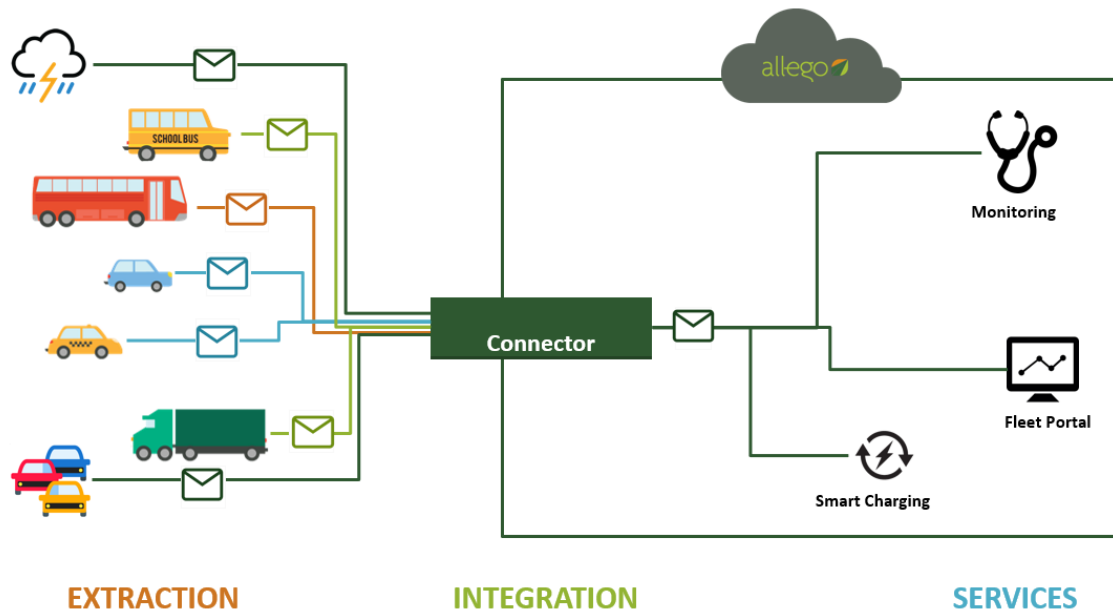 allego
SCHOOL BUS
Monitoring
Connector
Fleet Portal
Smart Charging
EXTRACTION
INTEGRATION
SERVICES